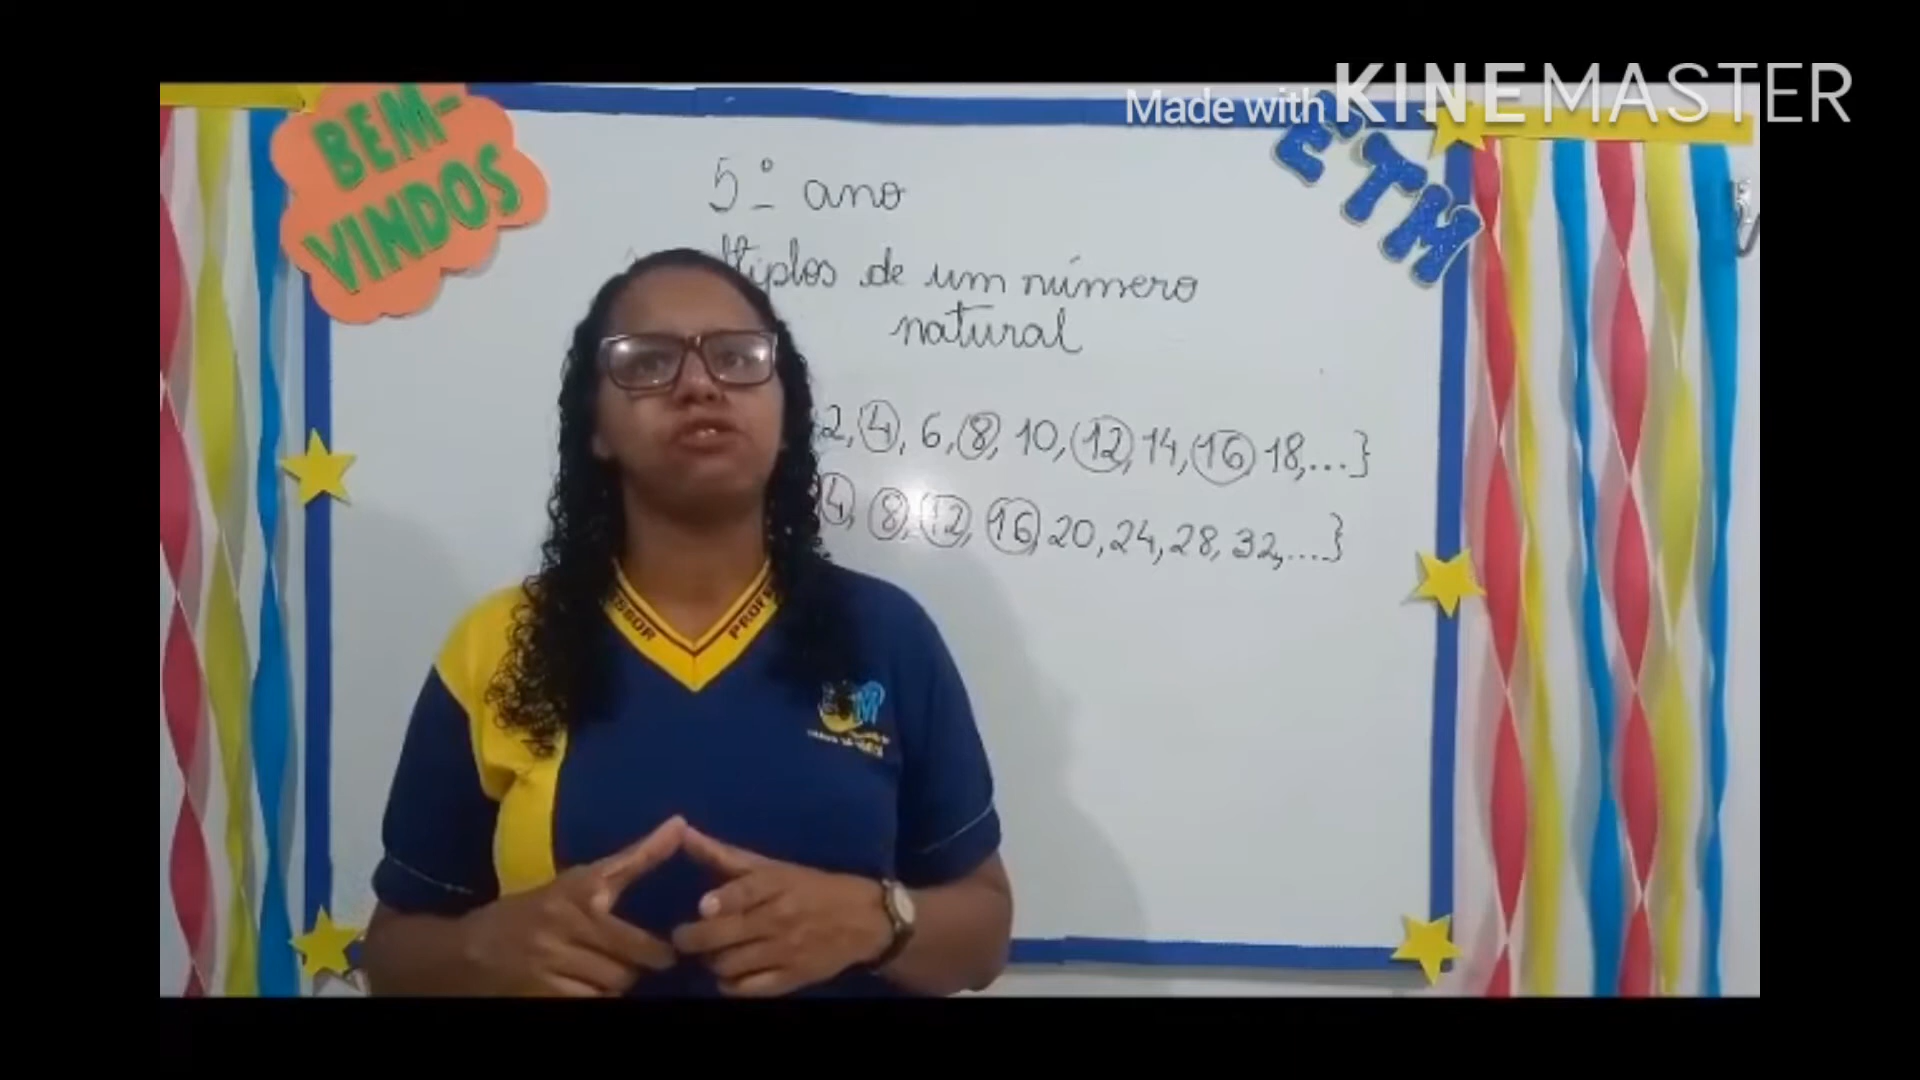 Made with KINEMASTER
BEM-
VINDOS
ETM
5º ano
de um número
natural
2, 4, 6, 8, 10, 12, 14, 16 18,...}
4, 8, 12, 16 20, 24, 28, 32,....}